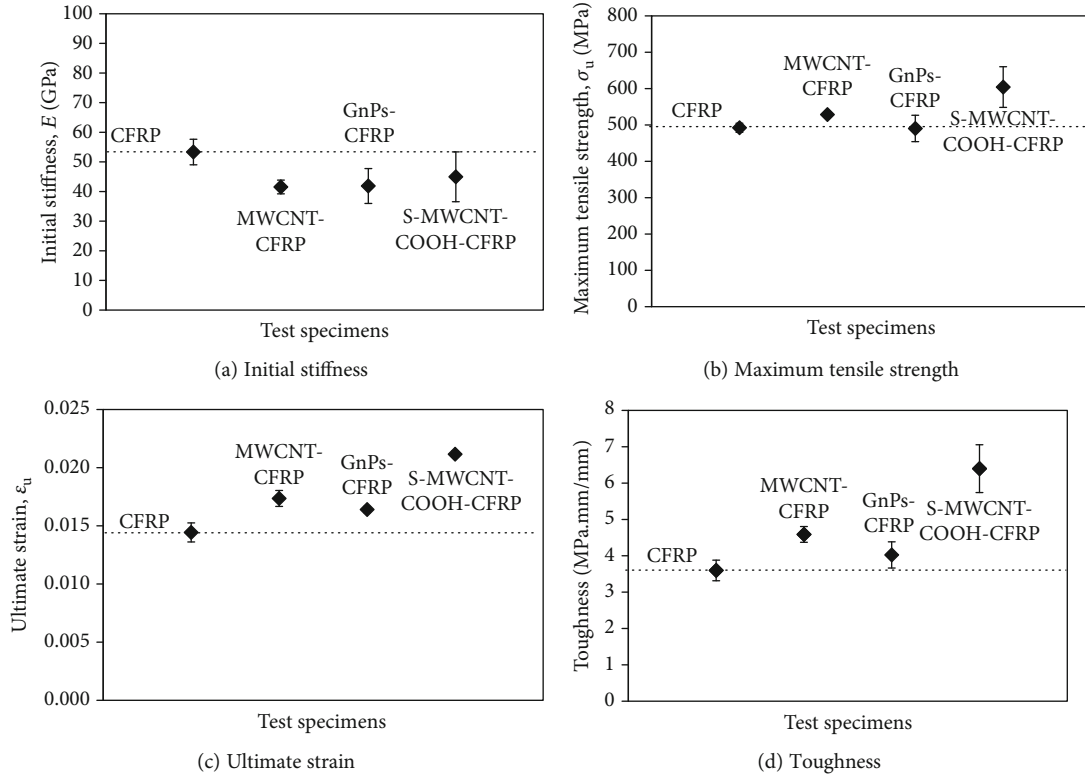 Initial stiffness, E (GPa)
100
90
80
70
60
50
40
30
20
10
0
CFRP
MWCNT-
CFRP
GnPs-
CFRP
S-MWCNT-
COOH-CFRP
Test specimens
(a) Initial stiffness
Maximum tensile strength, σu (MPa)
800
700
600
500
400
300
200
100
0
CFRP
MWCNT-
CFRP
GnPs-
CFRP
S-MWCNT-
COOH-CFRP
Test specimens
(b) Maximum tensile strength
Ultimate strain, εu
0.025
0.020
0.015
0.010
0.005
0.000
CFRP
MWCNT-
CFRP
GnPs-
CFRP
S-MWCNT-
COOH-CFRP
Test specimens
(c) Ultimate strain
Toughness (MPa.mm/mm)
8
7
6
5
4
3
2
1
0
CFRP
MWCNT-
CFRP
GnPs-
CFRP
S-MWCNT-
COOH-CFRP
Test specimens
(d) Toughness